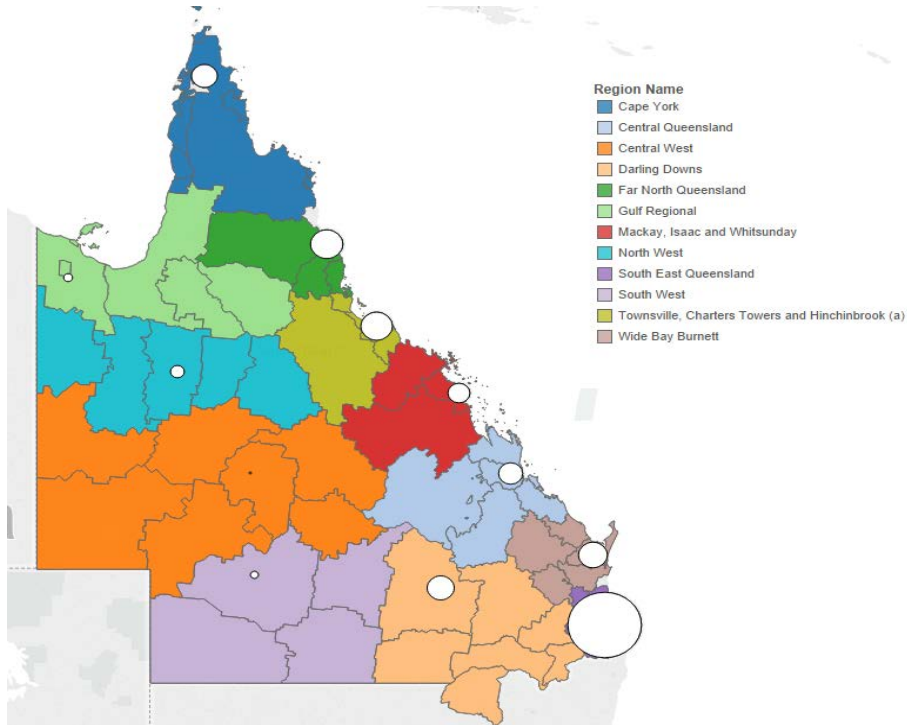 Region Name
Cape York
Central Queensland
Central West
Darling Downs
Far North Queensland
Gulf Regional
Mackay, Isaac and Whitsunday
North West
South East Queensland
South West
Townsville, Charters Towers and Hinchinbrook (a)
Wide Bay Burnett